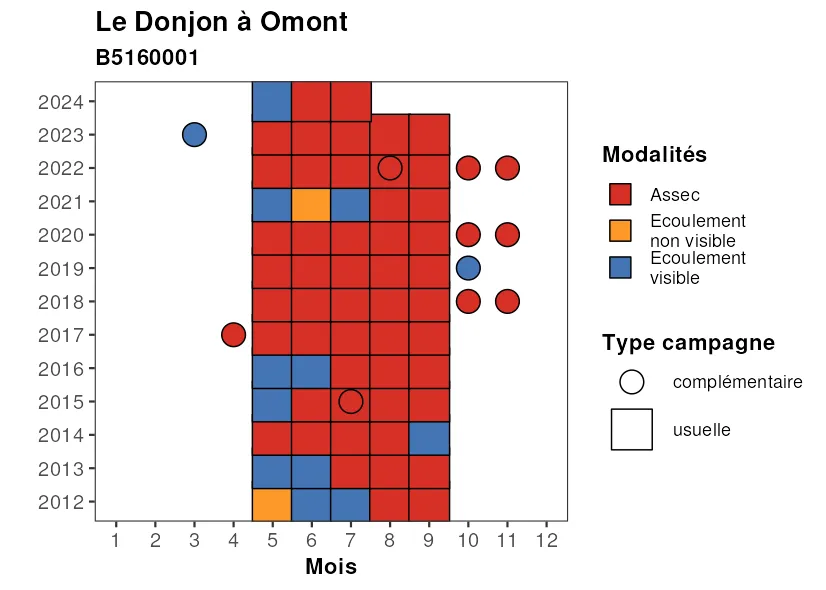 Le Donjon à Omont
B5160001
2024
2023
2022
2021
2020
2019
2018
2017
2016
2015
2014
2013
2012
1 2 3 4 5 6 7 8 9 10 11 12
Mois
Modalités
Assec
Ecoulement
non visible
Ecoulement
visible
Type campagne
complémentaire
usuelle